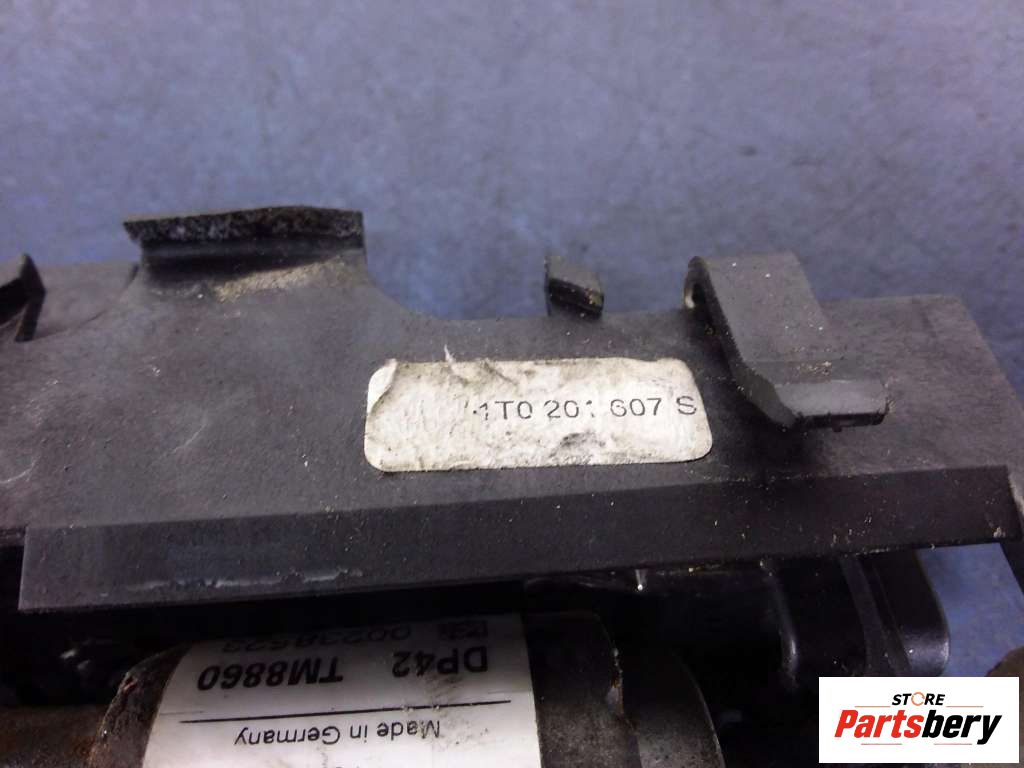 1T0 201 607 S
Made in Germany
DP42 TM8860
STORE
Partsbery